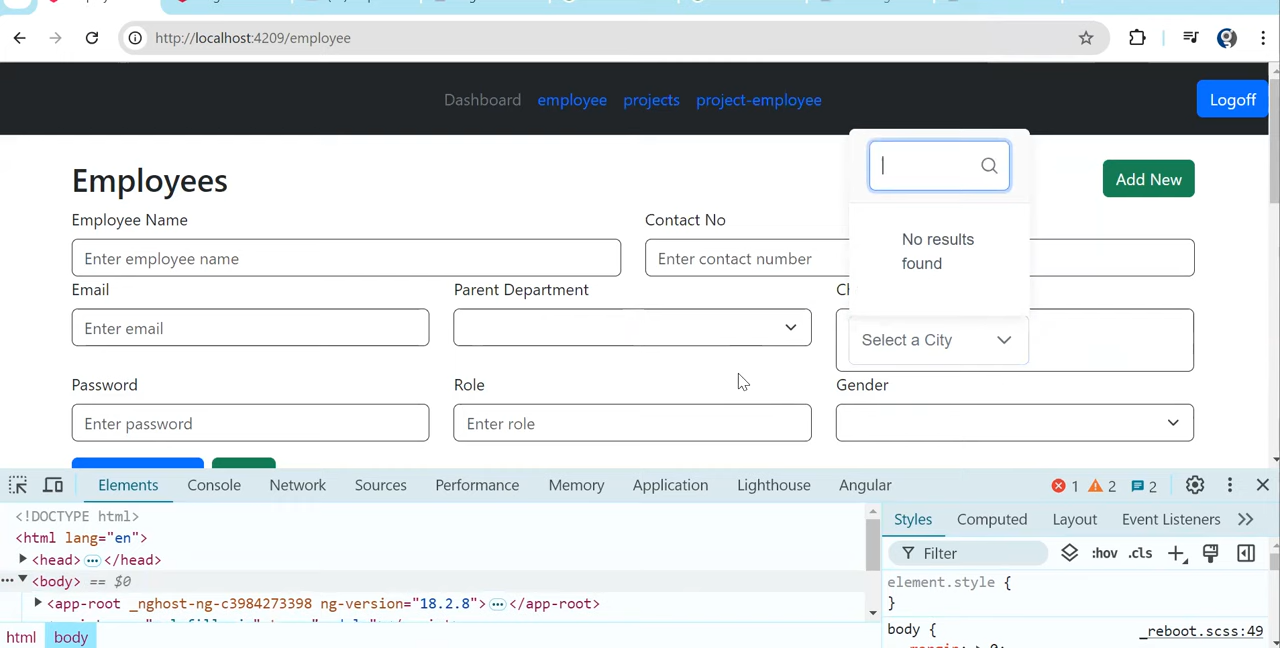 http://localhost:4209/employee
Dashboard employee projects project-employee Logoff
Employees Add New
Employee Name Contact No
No results
found
Enter employee name Enter contact number
Email Parent Department
Enter email
Select a City
Password Role Gender
Enter password Enter role
Elements Console Network Sources Performance Memory Application Lighthouse Angular 1 2 2
<!DOCTYPE html>
<html lang="en">
<head> ··· </head>
··· <body> == $0
<app-root _nghost-ng-c3984273398 ng-version="18.2.8"> ··· </app-root>
html body
Styles Computed Layout Event Listeners
Filter :hov .cls
element.style {
}
body { _reboot.scss:49